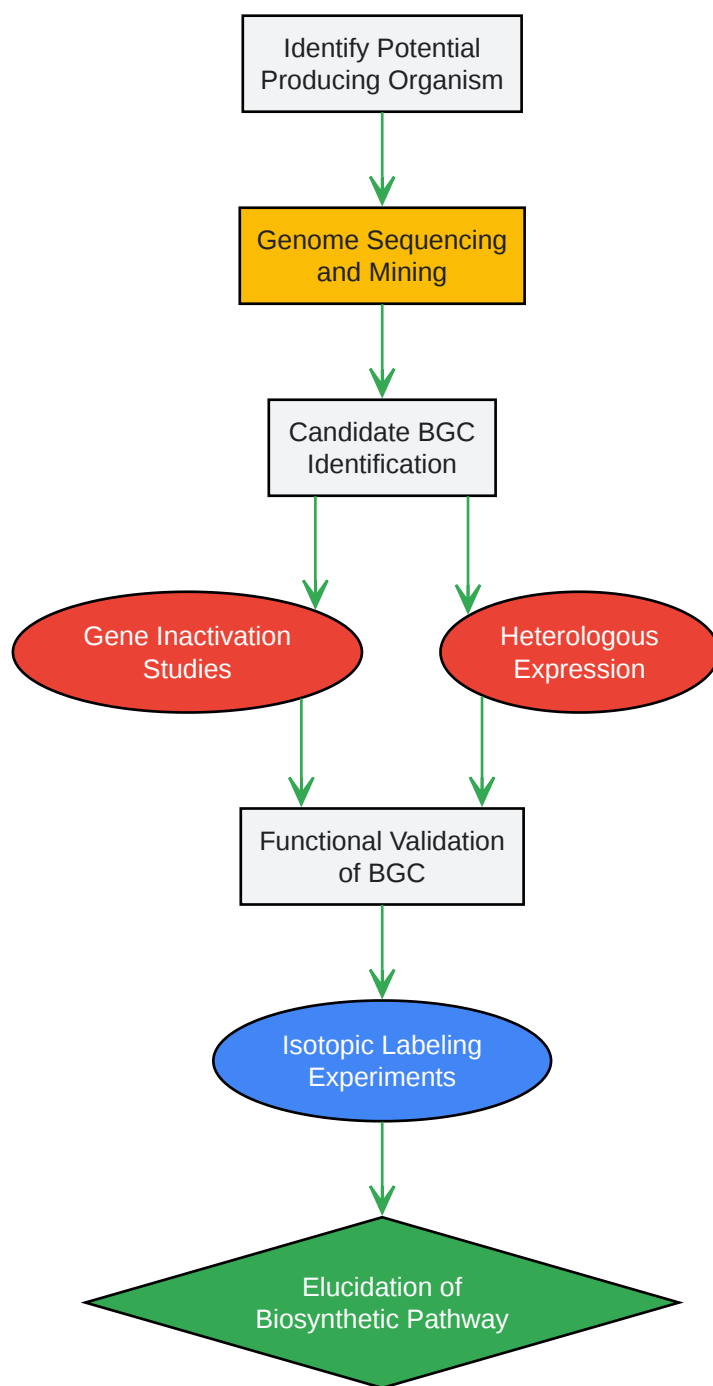 Identify Potential
Producing Organism
Genome Sequencing
and Mining
Candidate BGC
Identification
Gene Inactivation
Studies
Heterologous
Expression
Functional Validation
of BGC
Isotopic Labeling
Experiments
Elucidation of
Biosynthetic Pathway